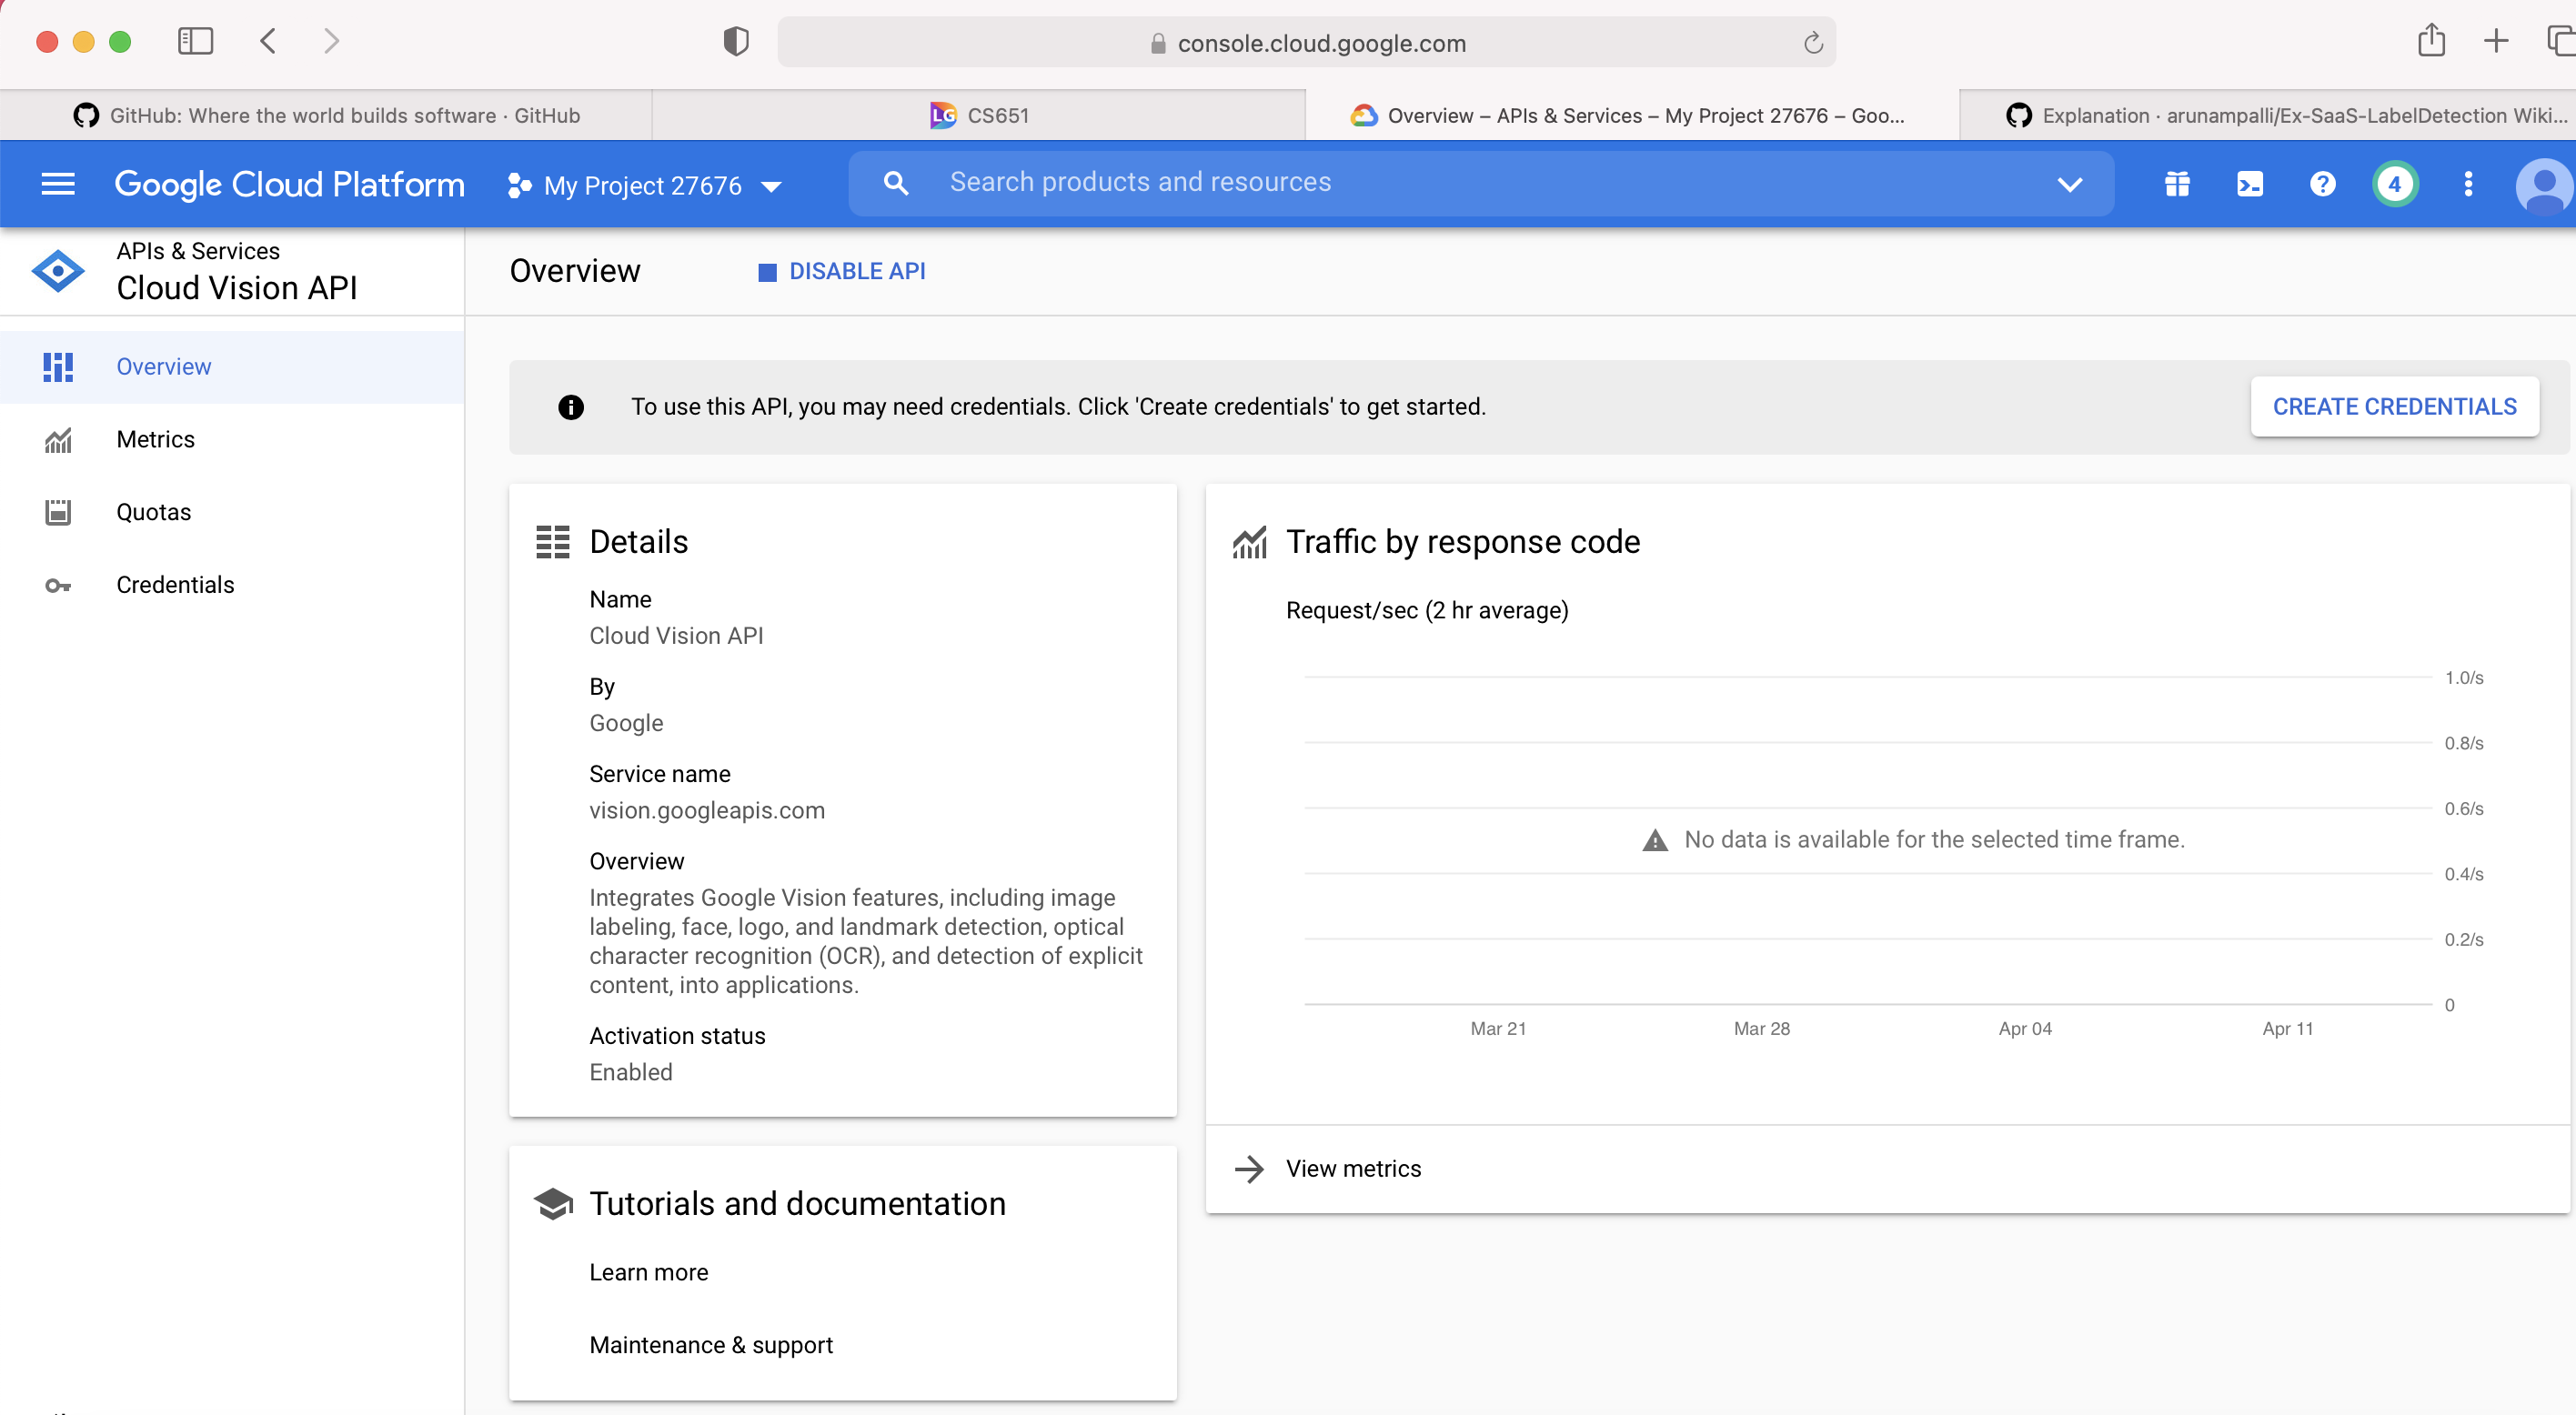 console.cloud.google.com
GitHub: Where the world builds software · GitHub
LG CS651
Overview – APIs & Services – My Project 27676 – Goo...
Explanation · arunampalli/Ex-SaaS-LabelDetection Wiki...
Google Cloud Platform
My Project 27676
Search products and resources
4
APIs & Services
Cloud Vision API
Overview
DISABLE API
Overview
Metrics
Quotas
Credentials
To use this API, you may need credentials. Click 'Create credentials' to get started.
CREATE CREDENTIALS
Details
Name
Cloud Vision API
By
Google
Service name
vision.googleapis.com
Overview
Integrates Google Vision features, including image
labeling, face, logo, and landmark detection, optical
character recognition (OCR), and detection of explicit
content, into applications.
Activation status
Enabled
Traffic by response code
Request/sec (2 hr average)
1.0/s
0.8/s
0.6/s
No data is available for the selected time frame.
0.4/s
0.2/s
0
Mar 21
Mar 28
Apr 04
Apr 11
View metrics
Tutorials and documentation
Learn more
Maintenance & support